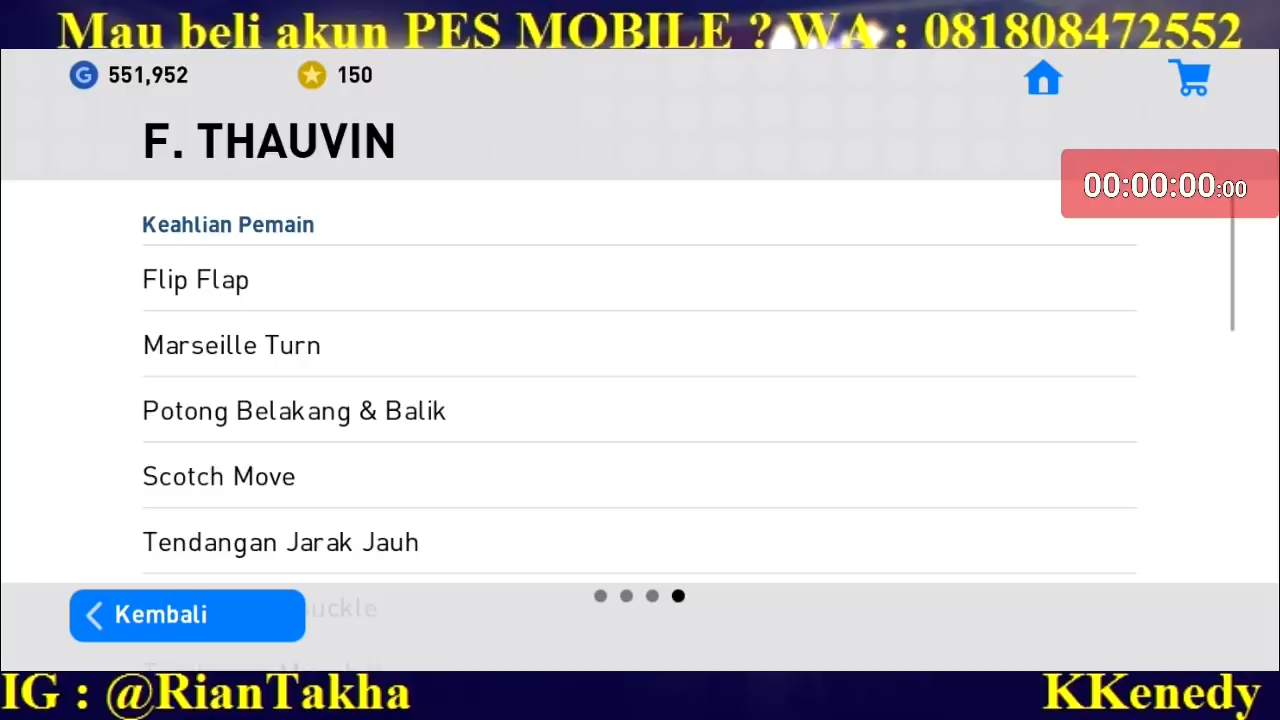 Mau beli akun PES MOBILE ? WA : 081808472552
G 551,952 150
F. THAUVIN
00:00:00:00
Keahlian Pemain
Flip Flap
Marseille Turn
Potong Belakang & Balik
Scotch Move
Tendangan Jarak Jauh
Kembali
IG : @RianTakha KKenedy